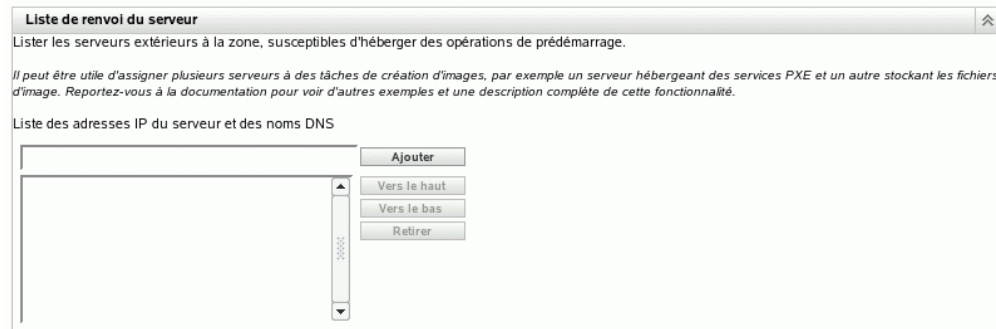 Liste de renvoi du serveur
Lister les serveurs extérieurs à la zone, susceptibles d'héberger des opérations de prédémarrage.
Il peut être utile d'assigner plusieurs serveurs à des tâches de création d'images, par exemple un serveur hébergeant des services PXE et un autre stockant les fichiers
d'image. Reportez-vous à la documentation pour voir d'autres exemples et une description complète de cette fonctionnalité.
Liste des adresses IP du serveur et des noms DNS
Ajouter
Vers le haut
Vers le bas
Retirer